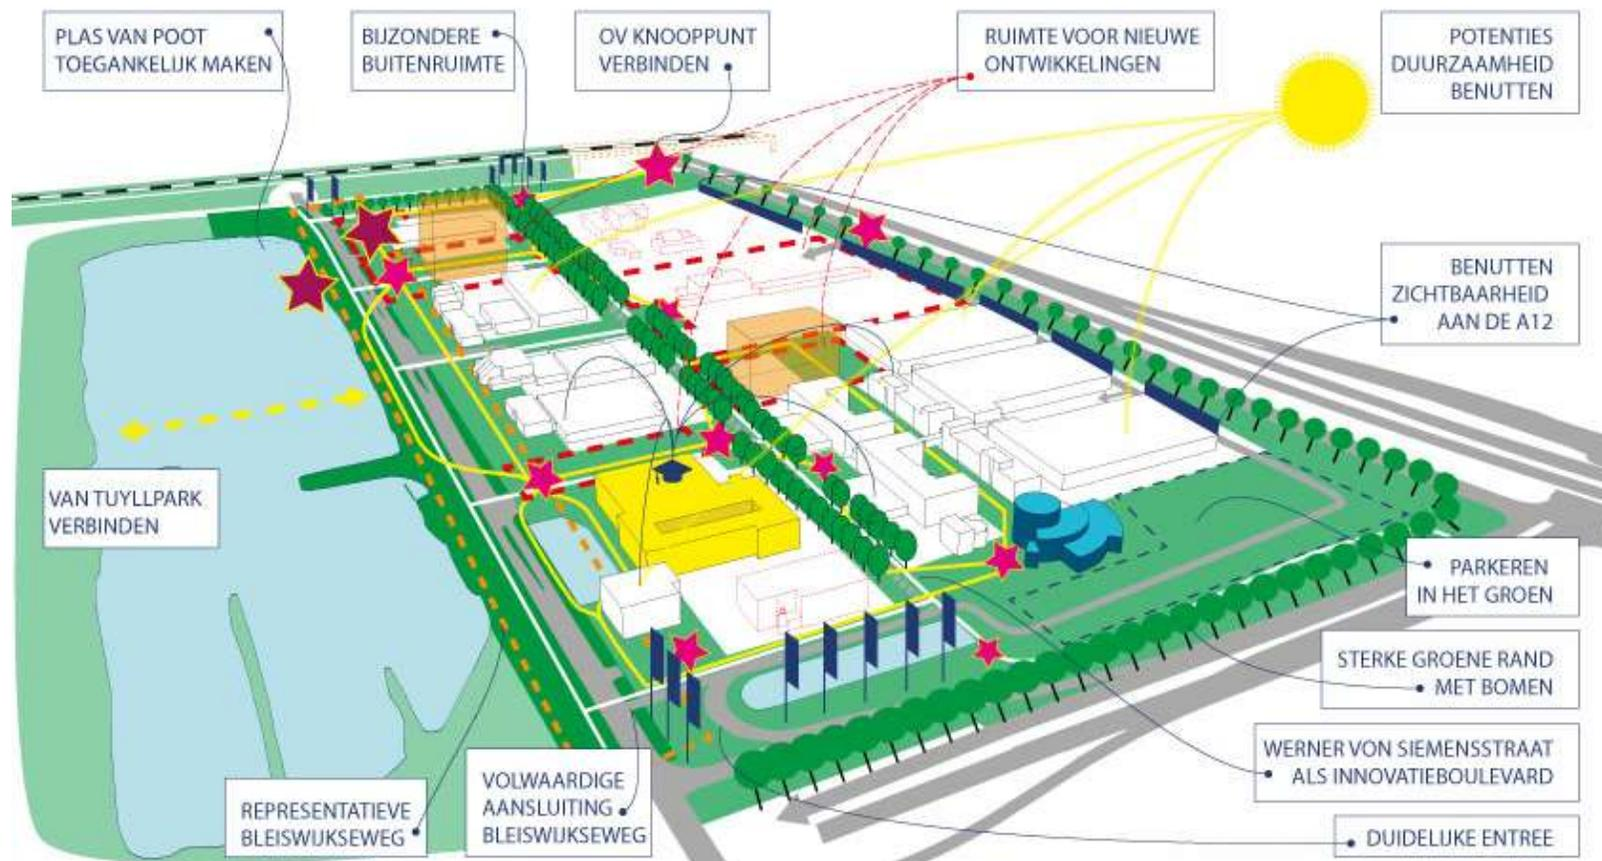 PLAS VAN POOT
TOEGANKELIJK MAKEN
BIJZONDERE
BUITENRUIMTE
OV KNOOPPUNT
VERBINDEN
RUIMTE VOOR NIEUWE
ONTWIKKELINGEN
POTENTIES
DUURZAAMHEID
BENUTTEN
BENUTTEN
ZICHTBAARHEID
AAN DE A12
VAN TUYLLPARK
VERBINDEN
PARKEREN
IN HET GROEN
STERKE GROENE RAND
MET BOMEN
WERNER VON SIEMENSSTRAAT
ALS INNOVATIEBOULEVARD
REPRESENTATIEVE
BLEISWIJKSEWEG
VOLWAARDIGE
AANSLUITING
BLEISWIJKSEWEG
DUIDELIJKE ENTREE